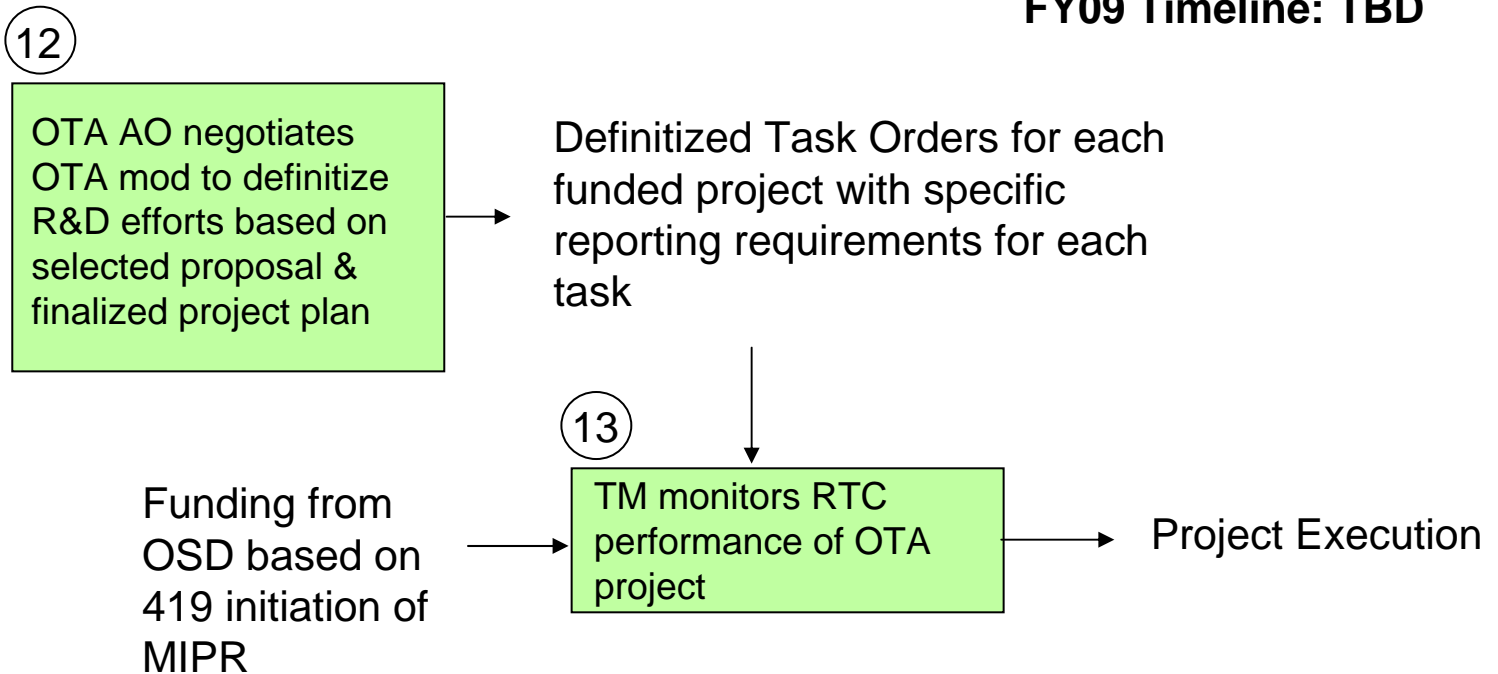 FY09 Timeline: TBD
12
OTA AO negotiates
OTA mod to definitize
R&D efforts based on
selected proposal &
finalized project plan
Definitized Task Orders for each
funded project with specific
reporting requirements for each
task
13
Funding from
OSD based on
419 initiation of
MIPR
TM monitors RTC
performance of OTA
project
Project Execution